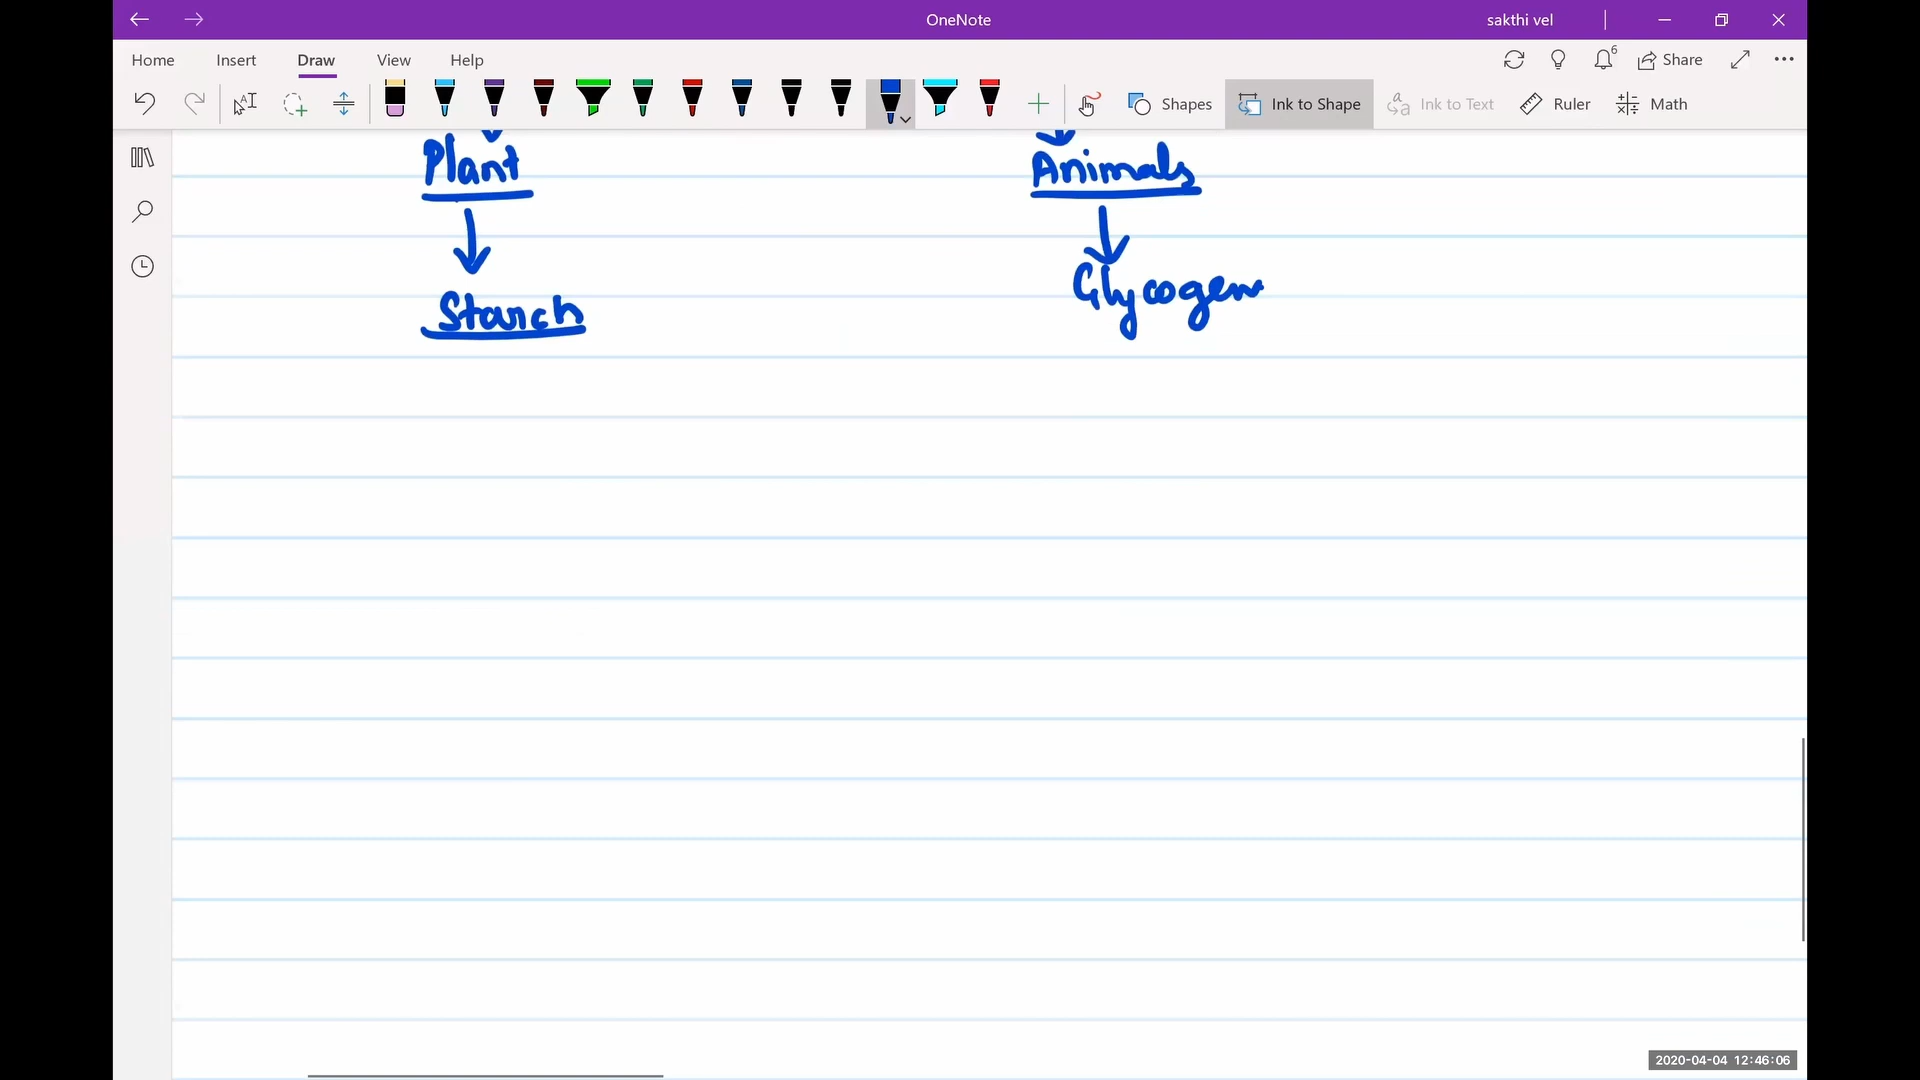 OneNote
sakthi vel
Home Insert Draw View Help
6
Share
Shapes Ink to Shape Ink to Text Ruler Math
Plant Animals
Starch Glycogen
2020-04-04 12:46:06